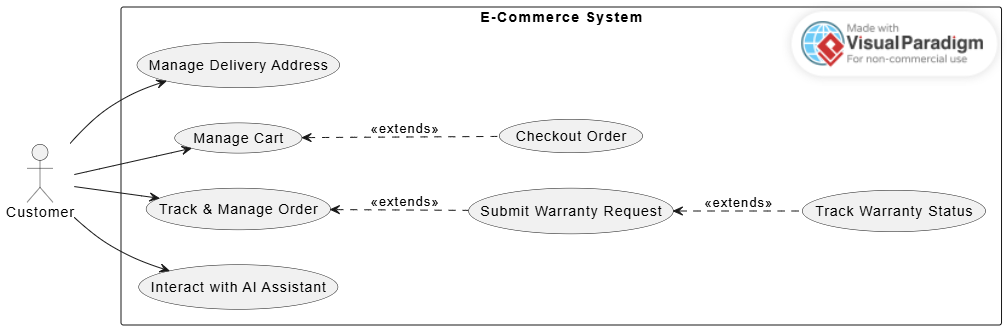 E-Commerce System
Made with
Visual Paradigm
For non-commercial use
Manage Delivery Address
Manage Cart
«extends»
Checkout Order
Customer
Track & Manage Order
«extends»
Submit Warranty Request
«extends»
Track Warranty Status
Interact with AI Assistant